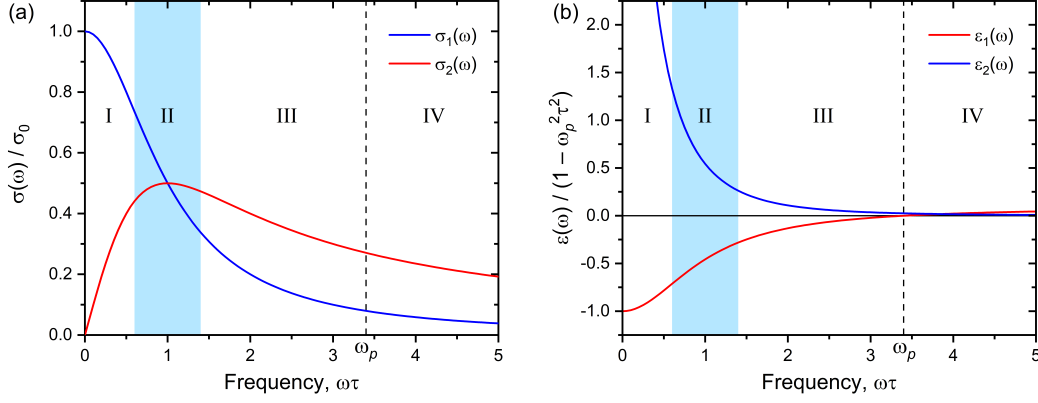 (a)
σ(ω) / σ₀
1.0
0.8
0.6
0.4
0.2
0.0
σ₁(ω)
σ₂(ω)
I
II
III
IV
0
1
2
3
ωₚ
4
5
Frequency, ωτ
(b)
ε(ω) / (1 − ωₚ²τ²)
2.0
1.5
1.0
0.5
0.0
-0.5
-1.0
ε₁(ω)
ε₂(ω)
I
II
III
IV
0
1
2
3
ωₚ
4
5
Frequency, ωτ